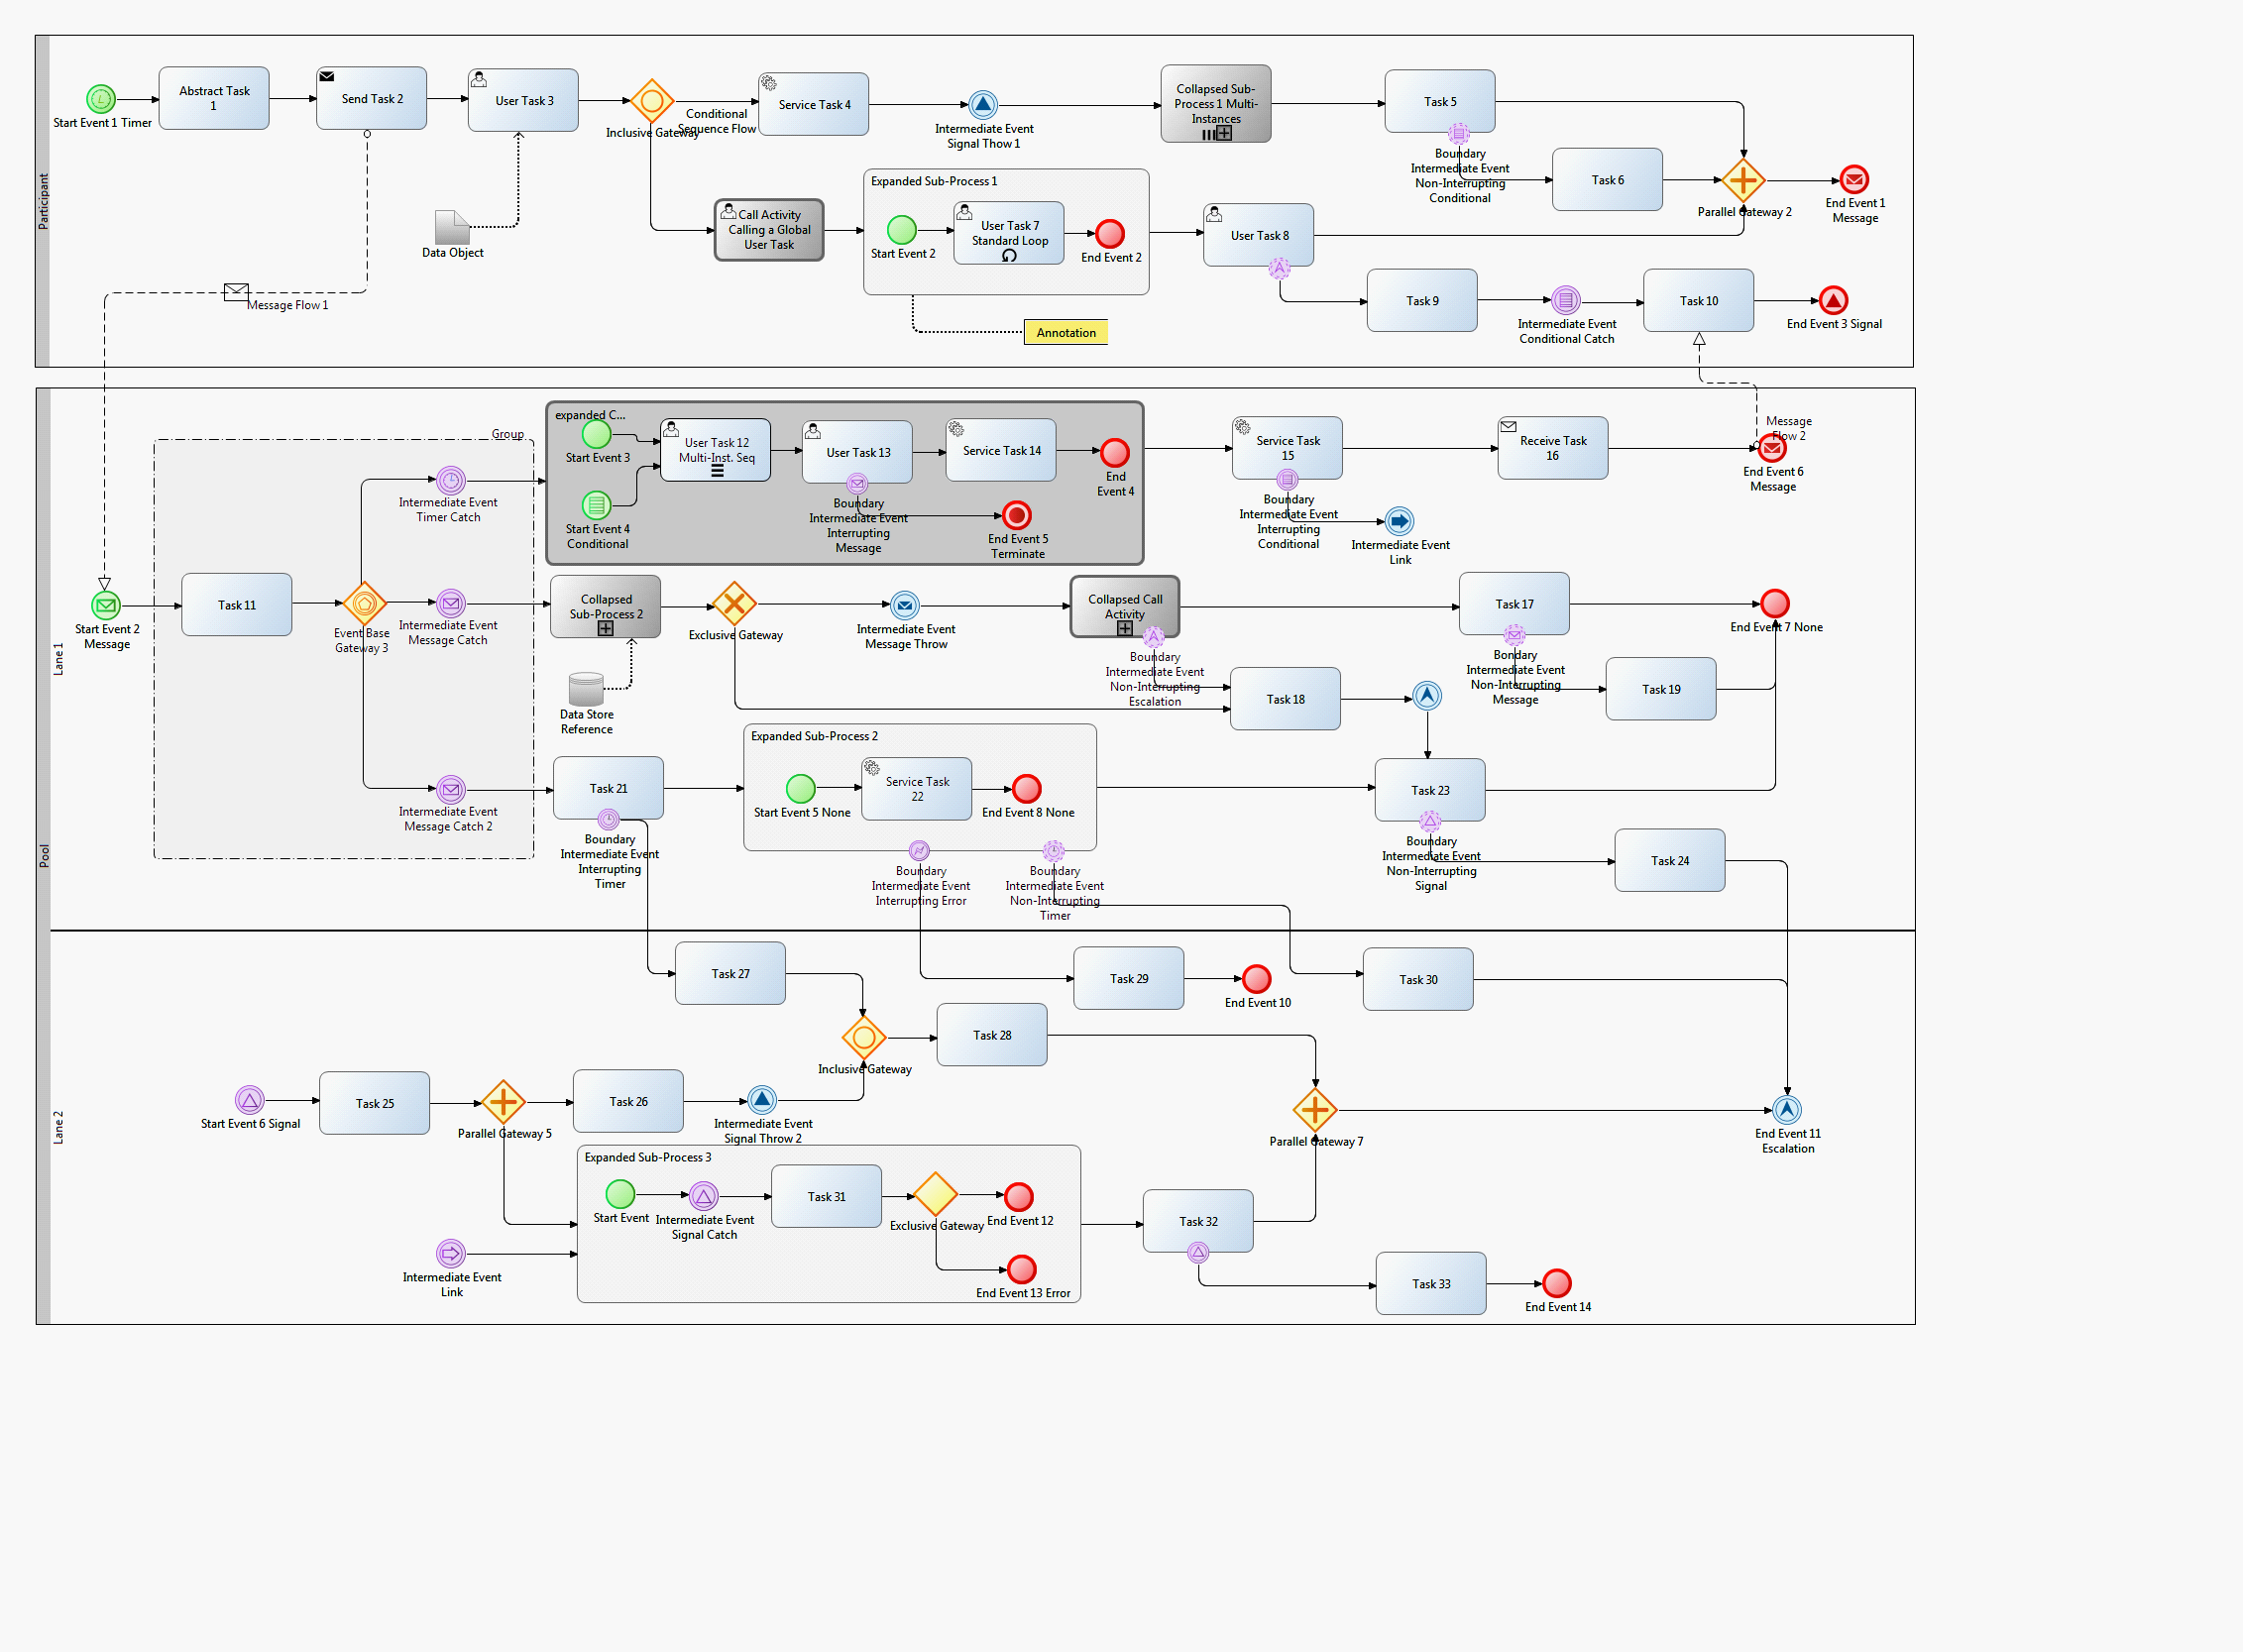 Participant
Start Event 1 Timer
Abstract Task
1
Send Task 2
User Task 3
Inclusive Gateway
Conditional
Sequence Flow
Service Task 4
Intermediate Event
Signal Thow 1
Collapsed Sub-
Process 1 Multi-
Instances
Task 5
Boundary
Intermediate Event
Non-Interrupting
Conditional
Task 6
Parallel Gateway 2
End Event 1
Message
Data Object
Call Activity
Calling a Global
User Task
Expanded Sub-Process 1
Start Event 2
User Task 7
Standard Loop
End Event 2
User Task 8
Task 9
Intermediate Event
Conditional Catch
Task 10
End Event 3 Signal
Message Flow 1
Annotation
Pool
Lane 1
Group
Start Event 2
Message
Task 11
Event Base
Gateway 3
Intermediate Event
Timer Catch
Intermediate Event
Message Catch
Intermediate Event
Message Catch 2
expanded C...
Start Event 3
Start Event 4
Conditional
User Task 12
Multi-Inst. Seq
User Task 13
Boundary
Intermediate Event
Interrupting
Message
Service Task 14
End
Event 4
End Event 5
Terminate
Service Task
15
Boundary
Intermediate Event
Interrupting
Conditional
Intermediate Event
Link
Receive Task
16
Message
Flow 2
End Event 6
Message
Collapsed
Sub-Process 2
Data Store
Reference
Exclusive Gateway
Intermediate Event
Message Throw
Collapsed Call
Activity
Boundary
Intermediate Event
Non-Interrupting
Escalation
Task 17
Bondary
Intermediate Event
Non-Interrupting
Message
End Event 7 None
Task 18
Task 19
Task 21
Boundary
Intermediate Event
Interrupting
Timer
Expanded Sub-Process 2
Start Event 5 None
Service Task
22
End Event 8 None
Boundary
Intermediate Event
Interrupting Error
Boundary
Intermediate Event
Non-Interrupting
Timer
Task 23
Boundary
Intermediate Event
Non-Interrupting
Signal
Task 24
Lane 2
Task 27
Task 29
End Event 10
Task 30
Inclusive Gateway
Task 28
Start Event 6 Signal
Task 25
Parallel Gateway 5
Task 26
Intermediate Event
Signal Throw 2
Parallel Gateway 7
End Event 11
Escalation
Expanded Sub-Process 3
Start Event
Intermediate Event
Signal Catch
Task 31
Exclusive Gateway
End Event 12
End Event 13 Error
Intermediate Event
Link
Task 32
Task 33
End Event 14